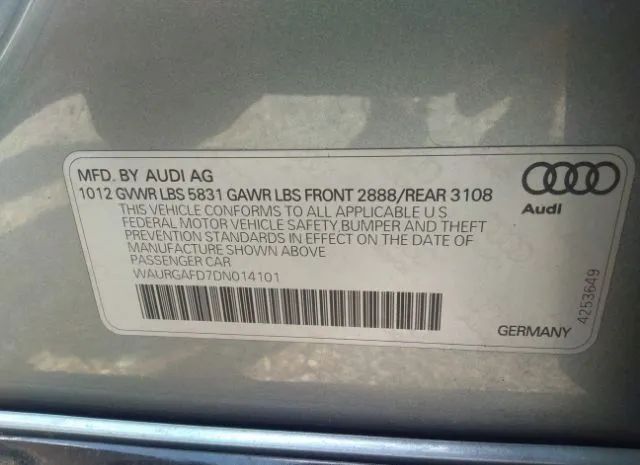 MFD. BY AUDI AG
1012 GVWR LBS 5831 GAWR LBS FRONT 2888/REAR 3108
THIS VEHICLE CONFORMS TO ALL APPLICABLE U S
FEDERAL MOTOR VEHICLE SAFETY, BUMPER AND THEFT
PREVENTION STANDARDS IN EFFECT ON THE DATE OF
MANUFACTURE SHOWN ABOVE
PASSENGER CAR
WAURGAFD7DN014101
Audi
4253649
GERMANY